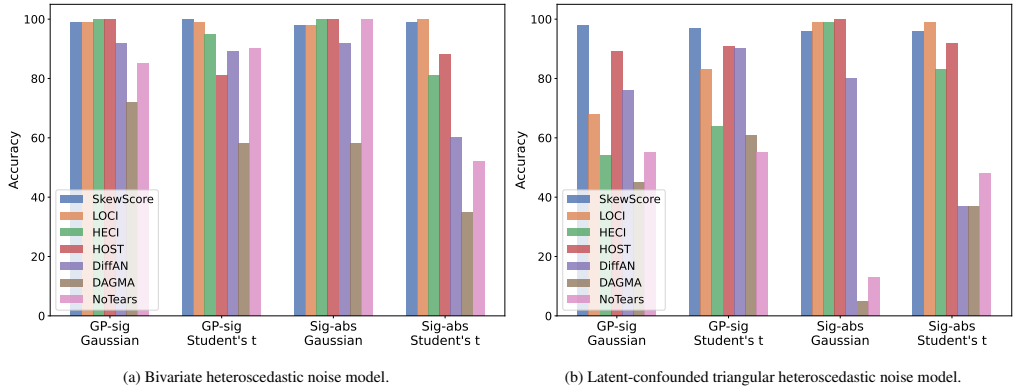 100
80
60
40
20
0
Accuracy
SkewScore
LOCI
HECI
HOST
DiffAN
DAGMA
NoTears
GP-sig
Gaussian
GP-sig
Student's t
Sig-abs
Gaussian
Sig-abs
Student's t
(a) Bivariate heteroscedastic noise model.
100
80
60
40
20
0
Accuracy
SkewScore
LOCI
HECI
HOST
DiffAN
DAGMA
NoTears
GP-sig
Gaussian
GP-sig
Student's t
Sig-abs
Gaussian
Sig-abs
Student's t
(b) Latent-confounded triangular heteroscedastic noise model.